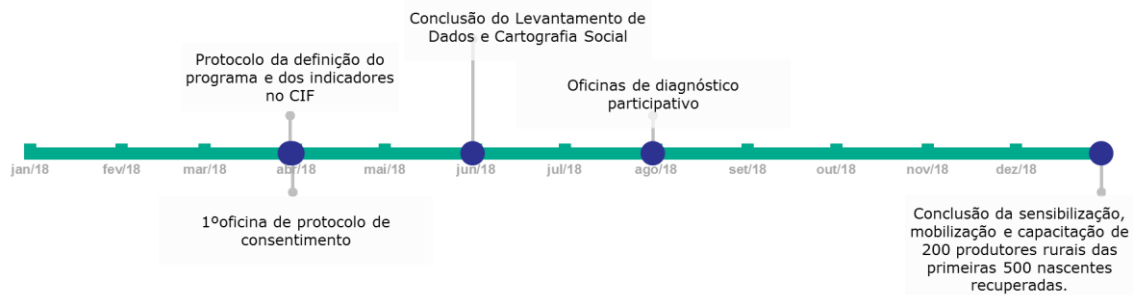 Conclusão do Levantamento de
Dados e Cartografia Social
Protocolo da definição do
programa e dos indicadores
no CIF
Oficinas de diagnóstico
participativo
jan/18 fev/18 mar/18 abr/18 mai/18 jun/18 jul/18 ago/18 set/18 out/18 nov/18 dez/18
1ºoficina de protocolo de
consentimento
Conclusão da sensibilização,
mobilização e capacitação de
200 produtores rurais das
primeiras 500 nascentes
recuperadas.